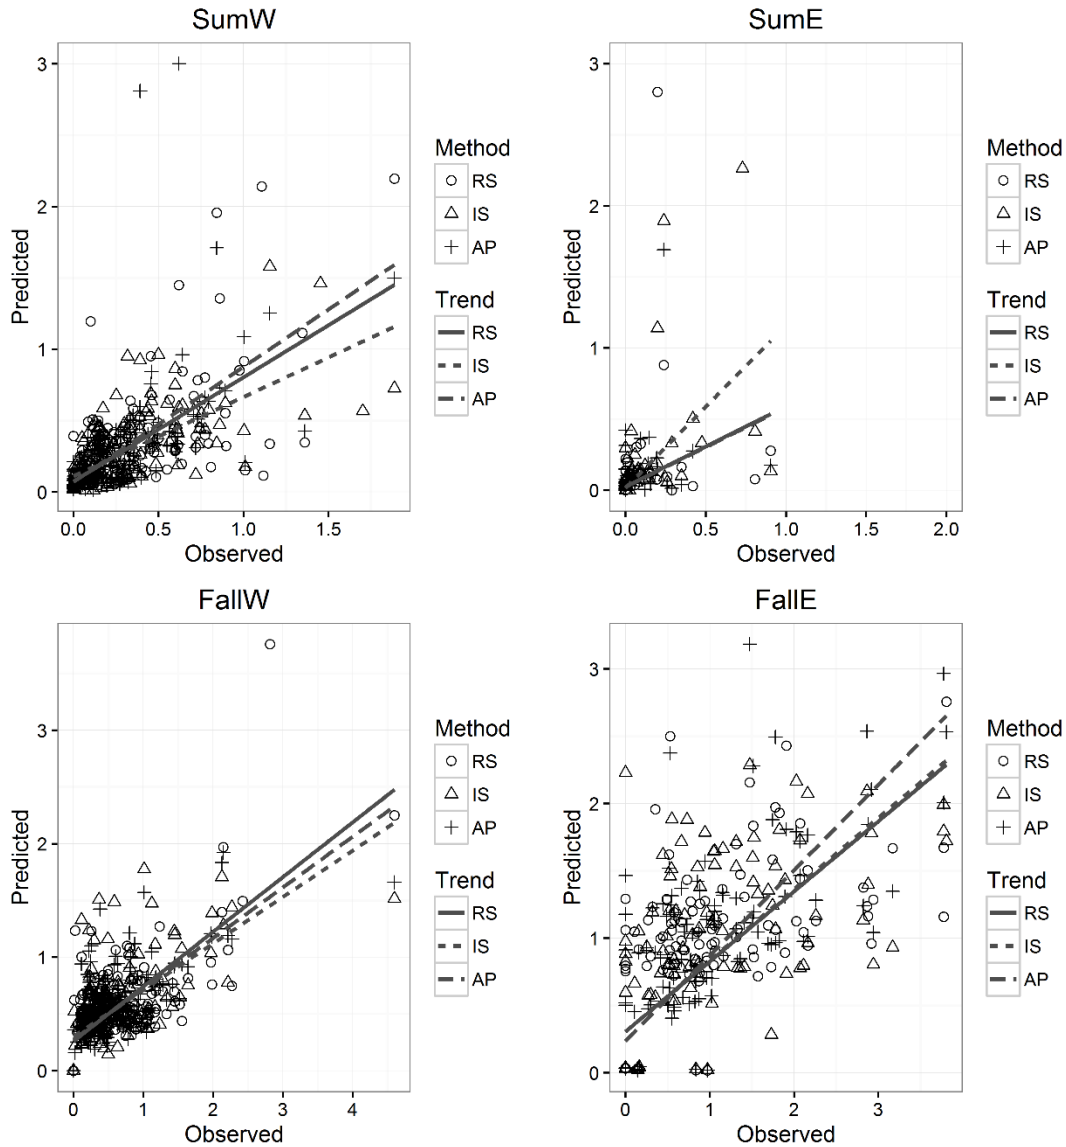 SumW
Predicted
3
2
1
0
0.0 0.5 1.0 1.5
Observed
Method
RS
IS
AP
Trend
RS
IS
AP
SumE
Predicted
3
2
1
0
0.0 0.5 1.0 1.5 2.0
Observed
Method
RS
IS
AP
Trend
RS
IS
AP
FallW
Predicted
3
2
1
0
0 1 2 3 4
Observed
Method
RS
IS
AP
Trend
RS
IS
AP
FallE
Predicted
3
2
1
0
0 1 2 3
Observed
Method
RS
IS
AP
Trend
RS
IS
AP